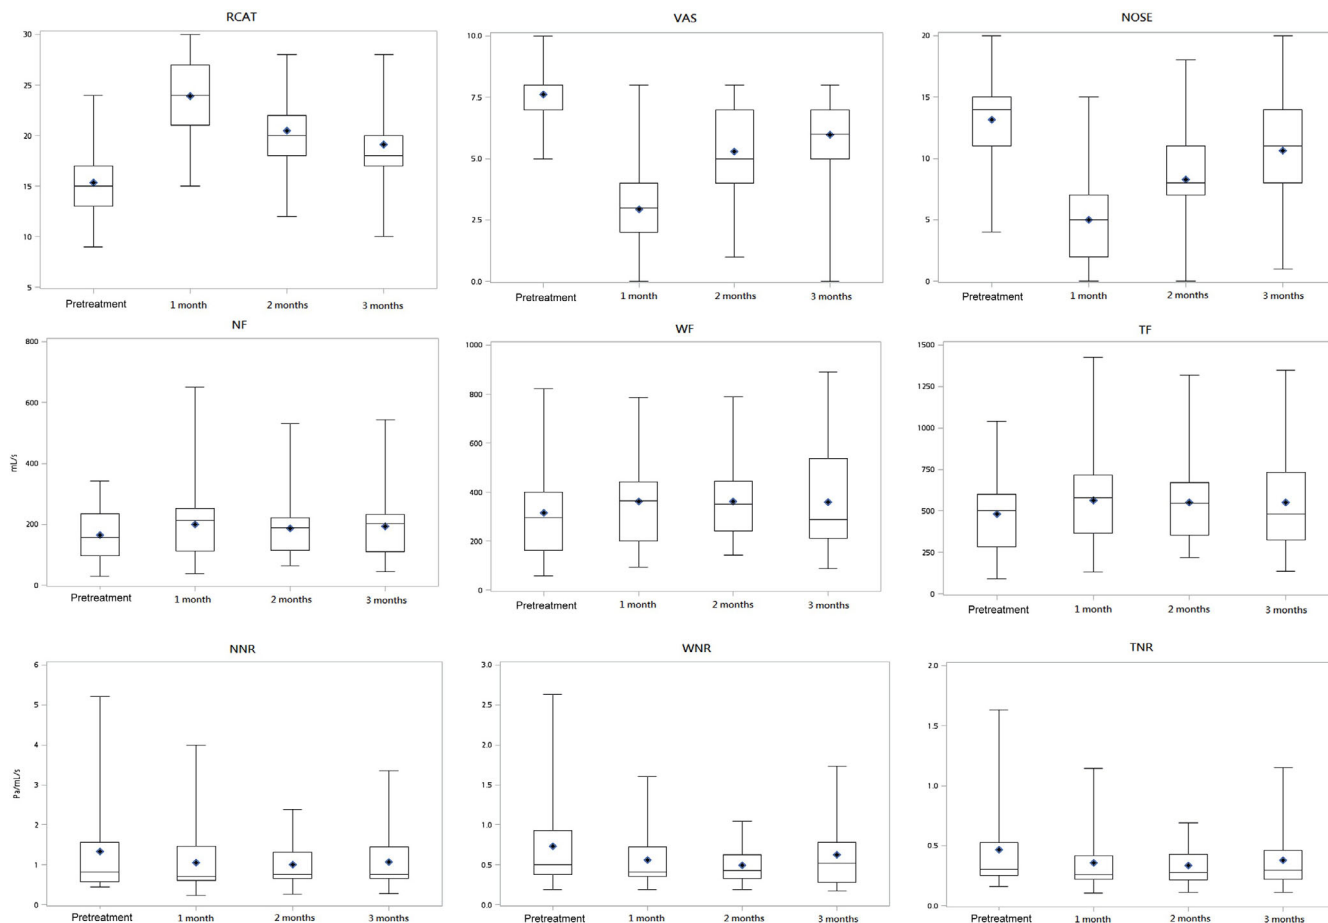 RCAT
30
25
20
15
10
5
Pretreatment 1 month 2 months 3 months
VAS
10.0
7.5
5.0
2.5
0.0
Pretreatment 1 month 2 months 3 months
NOSE
20
15
10
5
0
Pretreatment 1 month 2 months 3 months
NF
mL/s
800
600
400
200
0
Pretreatment 1 month 2 months 3 months
WF
1000
800
600
400
200
0
Pretreatment 1 month 2 months 3 months
TF
1500
1250
1000
750
500
250
0
Pretreatment 1 month 2 months 3 months
NNR
Pa/mL/s
6
5
4
3
2
1
0
Pretreatment 1 month 2 months 3 months
WNR
3.0
2.5
2.0
1.5
1.0
0.5
0.0
Pretreatment 1 month 2 months 3 months
TNR
2.0
1.5
1.0
0.5
0.0
Pretreatment 1 month 2 months 3 months